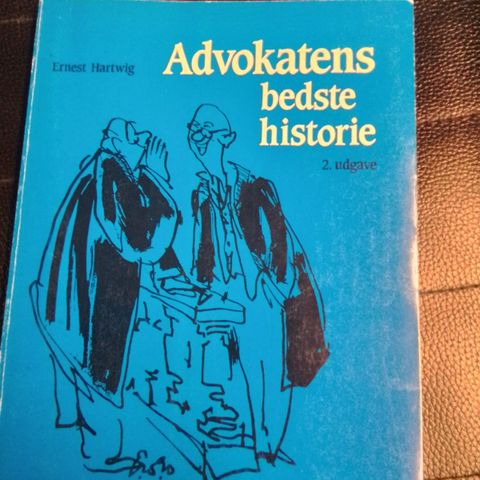 Ernest Hartwig
Advokatens
bedste
historie
2. udgave